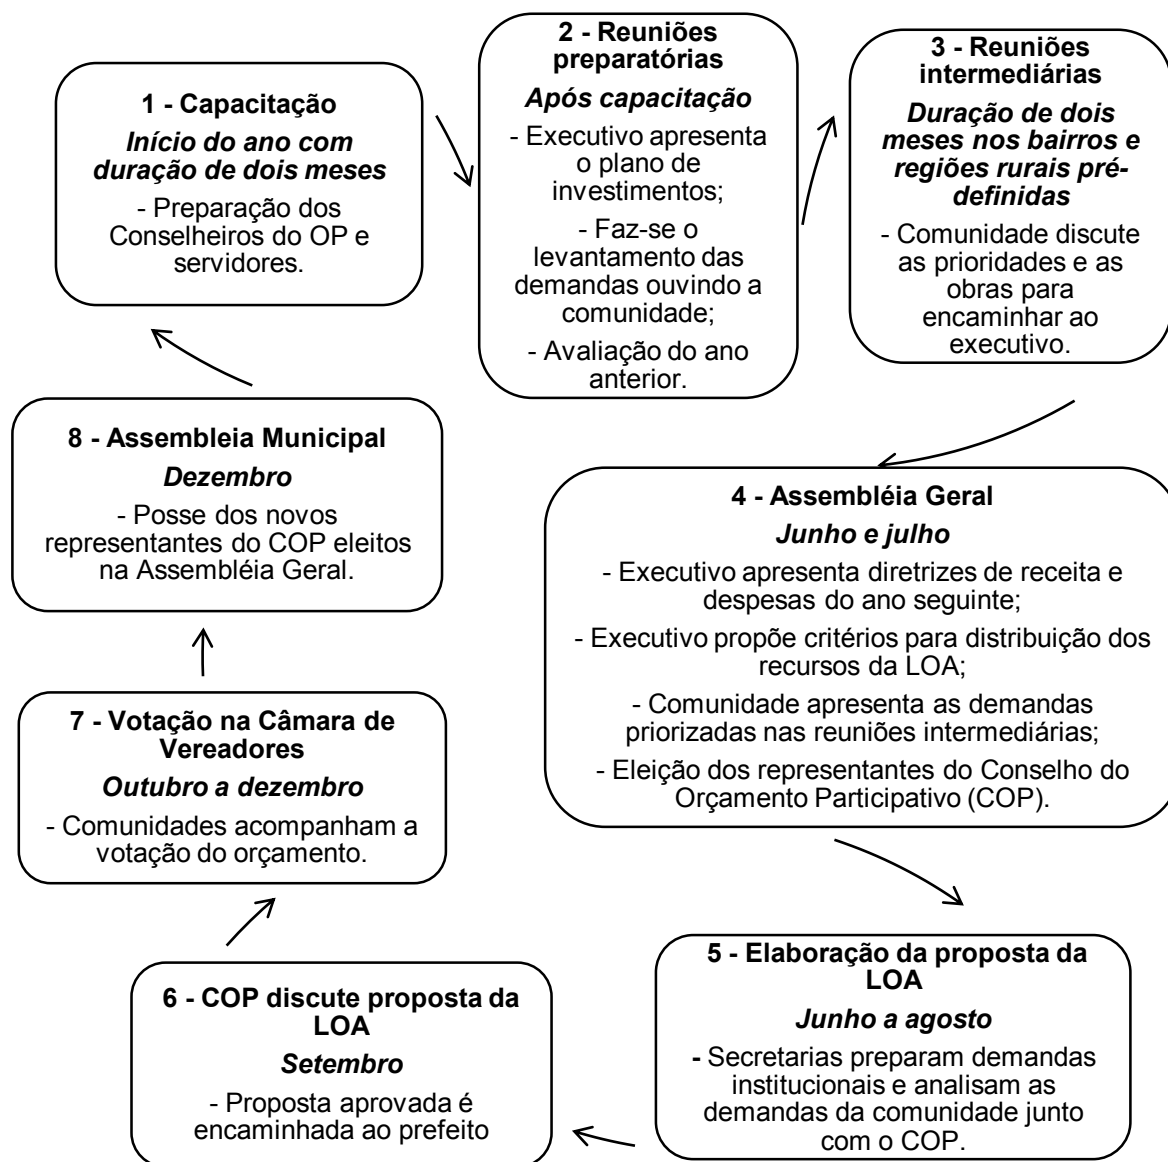 1 - Capacitação
Início do ano com
duração de dois meses
- Preparação dos
Conselheiros do OP e
servidores.
2 - Reuniões
preparatórias
Após capacitação
- Executivo apresenta
o plano de
investimentos;
- Faz-se o
levantamento das
demandas ouvindo a
comunidade;
- Avaliação do ano
anterior.
3 - Reuniões
intermediárias
Duração de dois
meses nos bairros e
regiões rurais pré-
definidas
- Comunidade discute
as prioridades e as
obras para
encaminhar ao
executivo.
4 - Assembléia Geral
Junho e julho
- Executivo apresenta diretrizes de receita e
despesas do ano seguinte;
- Executivo propõe critérios para distribuição dos
recursos da LOA;
- Comunidade apresenta as demandas
priorizadas nas reuniões intermediárias;
- Eleição dos representantes do Conselho do
Orçamento Participativo (COP).
5 - Elaboração da proposta da
LOA
Junho a agosto
- Secretarias preparam demandas
institucionais e analisam as
demandas da comunidade junto
com o COP.
6 - COP discute proposta da
LOA
Setembro
- Proposta aprovada é
encaminhada ao prefeito
7 - Votação na Câmara de
Vereadores
Outubro a dezembro
- Comunidades acompanham a
votação do orçamento.
8 - Assembleia Municipal
Dezembro
- Posse dos novos
representantes do COP eleitos
na Assembléia Geral.